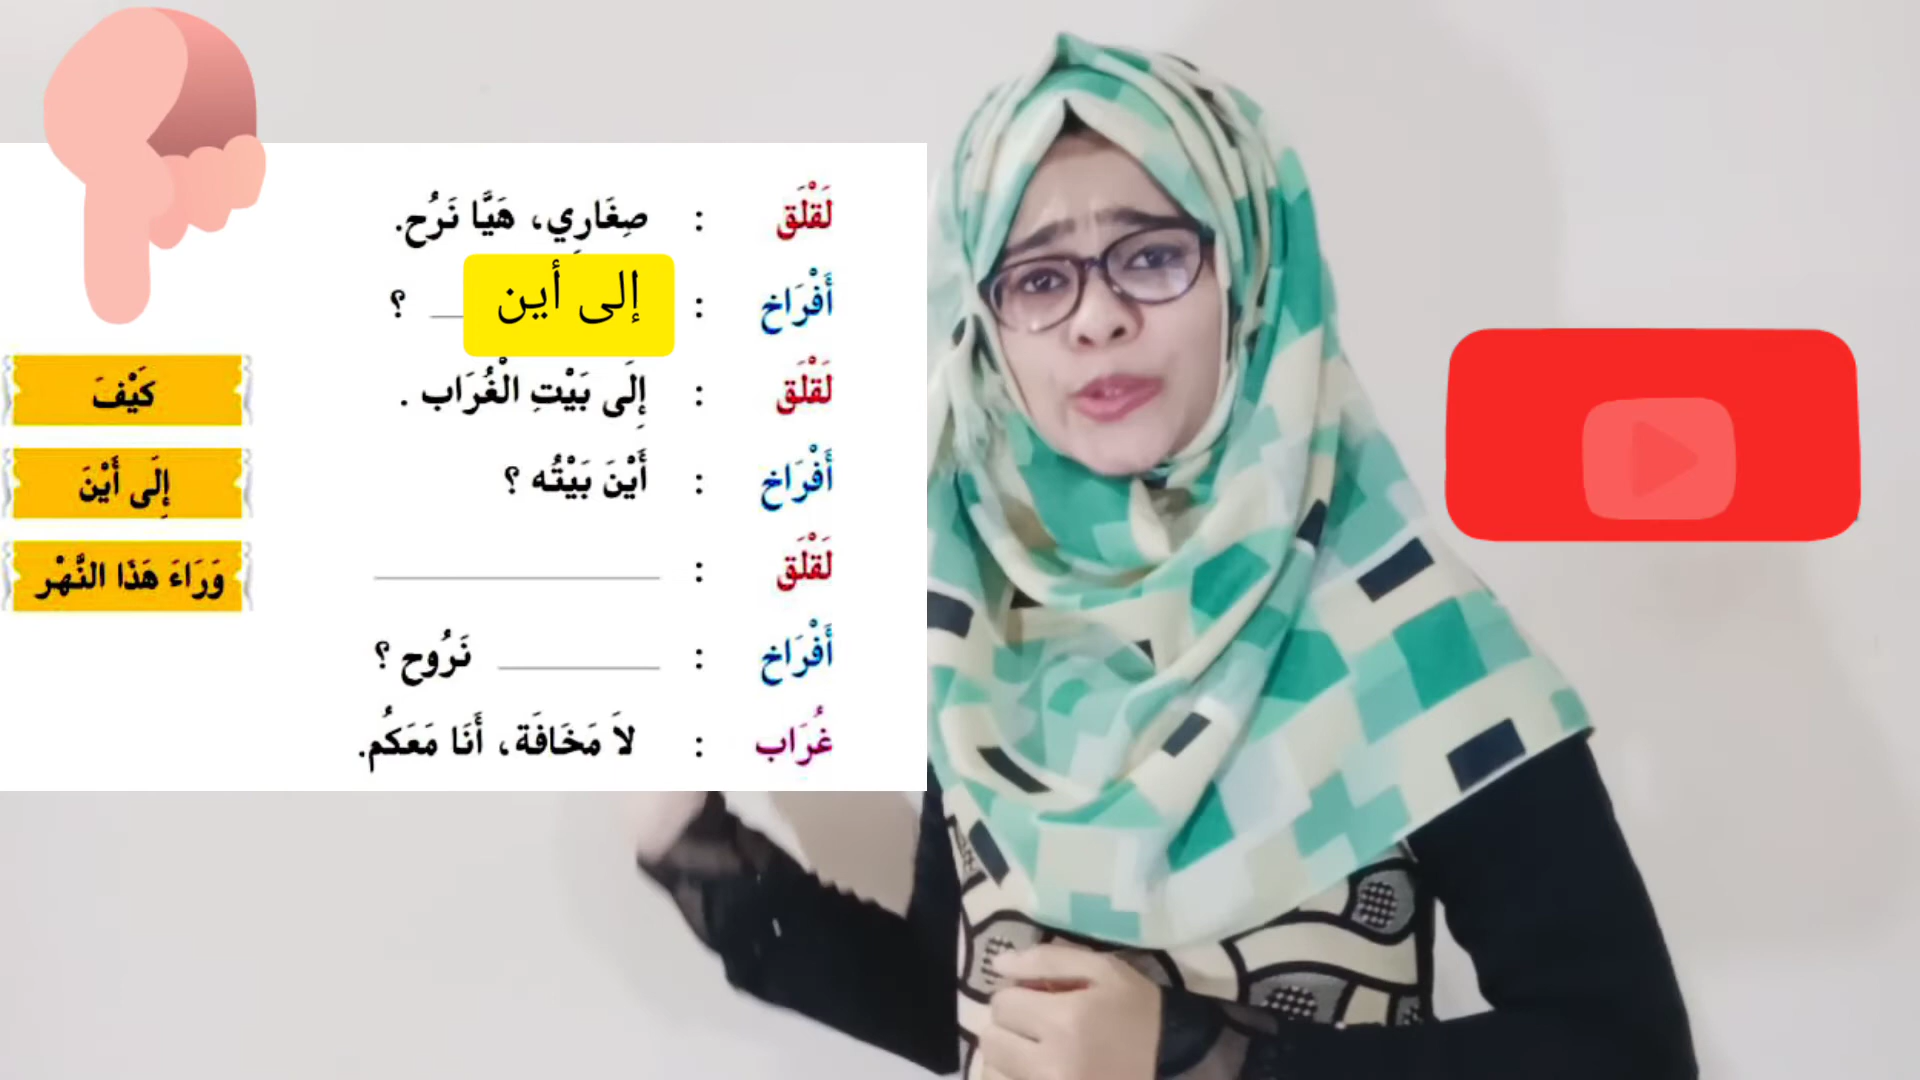 لَقْلَق : صِغَارِي، هَيَّا نَرُح.
أَفْرَاخ : إلى أين ؟
لَقْلَق : إِلَى بَيْتِ الْغُرَاب .
أَفْرَاخ : أَيْنَ بَيْتُه ؟
لَقْلَق :
أَفْرَاخ : نَرُوح ؟
غُرَاب : لاَ مَخَافَة، أَنَا مَعَكُم.
كَيْفَ
إِلَى أَيْنَ
وَرَاءَ هَذَا النَّهْر